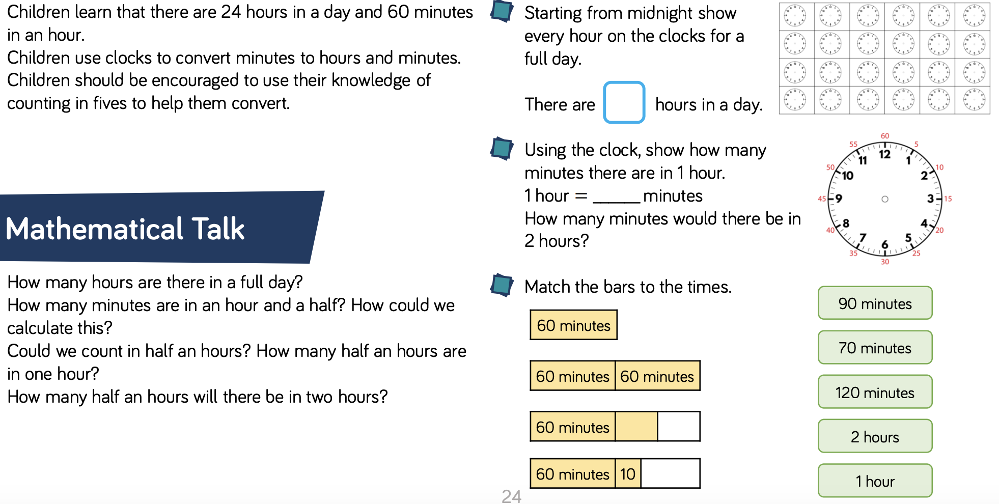 Children learn that there are 24 hours in a day and 60 minutes
in an hour.
Children use clocks to convert minutes to hours and minutes.
Children should be encouraged to use their knowledge of
counting in fives to help them convert.
Mathematical Talk
How many hours are there in a full day?
How many minutes are in an hour and a half? How could we
calculate this?
Could we count in half an hours? How many half an hours are
in one hour?
How many half an hours will there be in two hours?
Starting from midnight show
every hour on the clocks for a
full day.
There are hours in a day.
Using the clock, show how many
minutes there are in 1 hour.
1 hour = ______ minutes
How many minutes would there be in
2 hours?
60
55 5
12
11 1
50 10
10 2
45 9 3 15
8 4
40 20
7 5
6
35 25
30
Match the bars to the times.
60 minutes
60 minutes 60 minutes
60 minutes
60 minutes 10
90 minutes
70 minutes
120 minutes
2 hours
1 hour
24